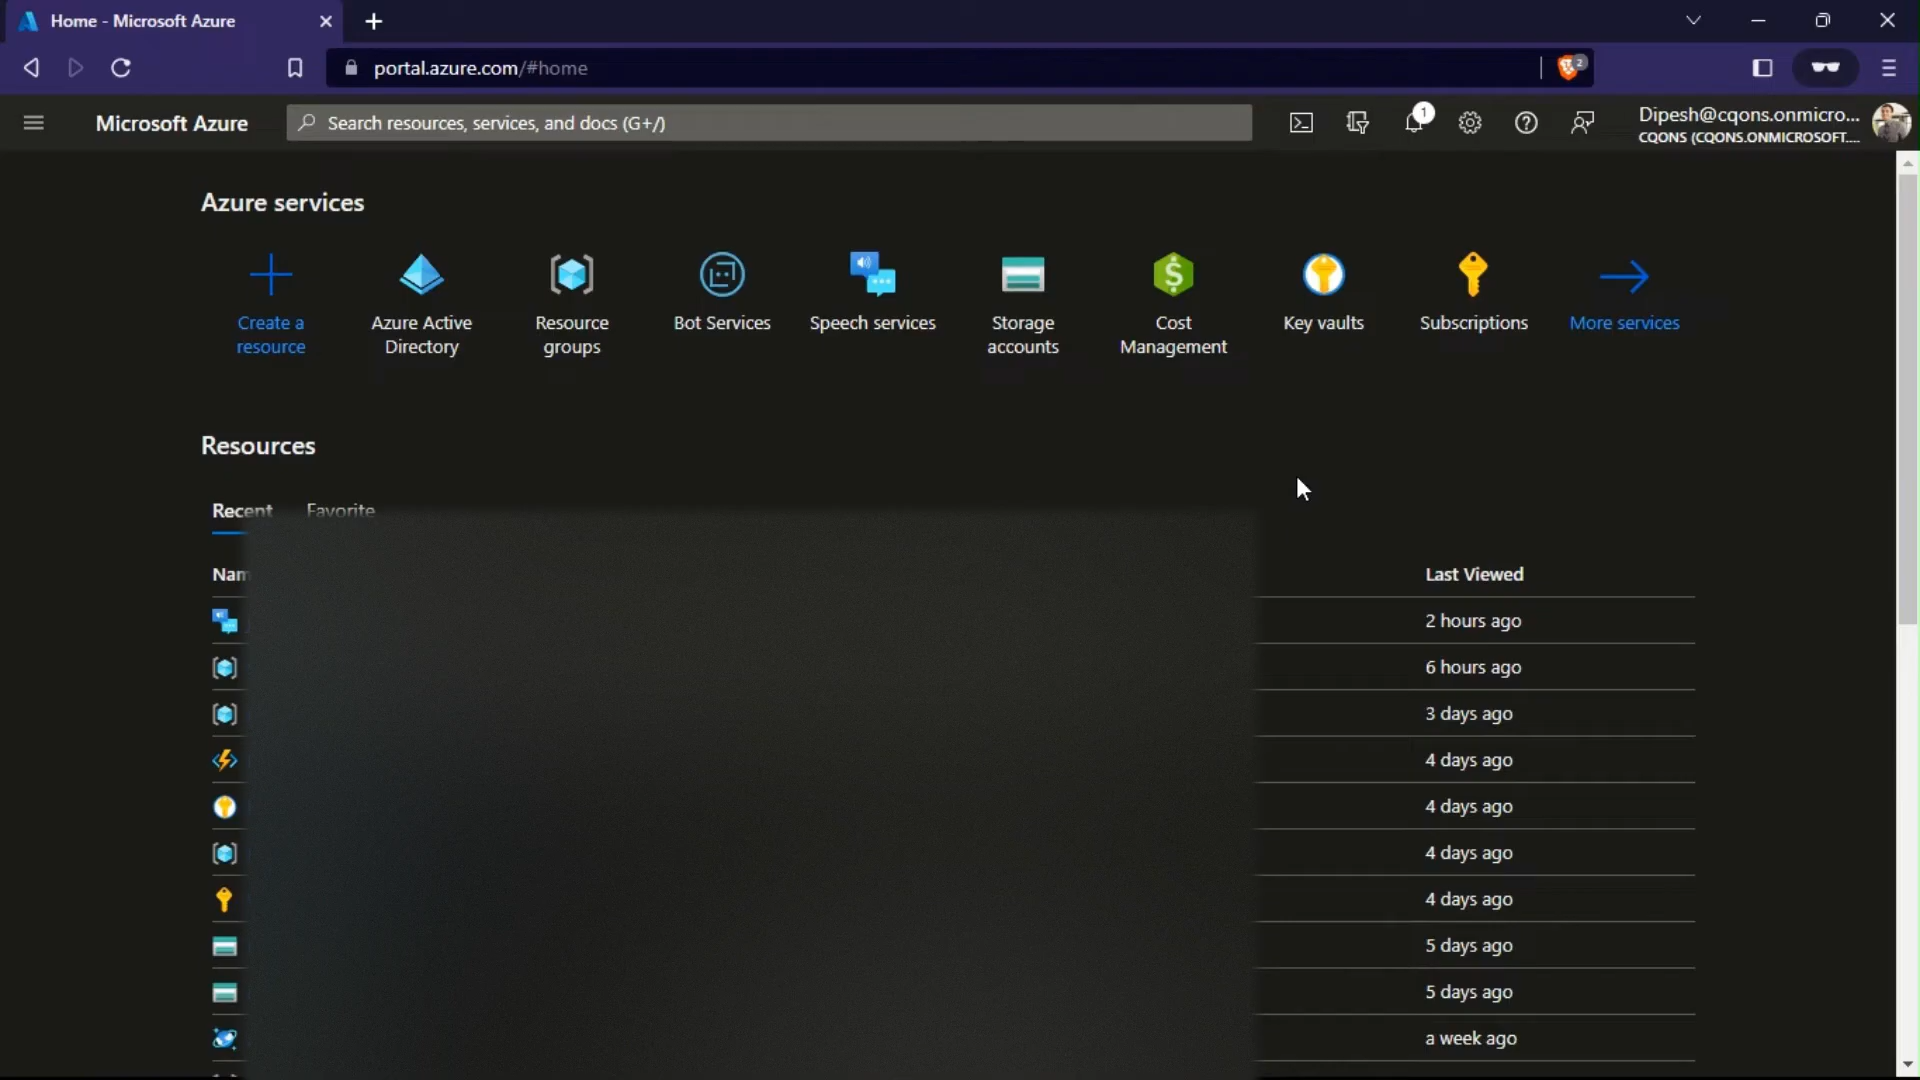 Home - Microsoft Azure
portal.azure.com/#home
2
Microsoft Azure
Search resources, services, and docs (G+/)
1
Dipesh@cqons.onmicro...
CQONS (CQONS.ONMICROSOFT....
Azure services
Create a
resource
Azure Active
Directory
Resource
groups
Bot Services
Speech services
Storage
accounts
Cost
Management
Key vaults
Subscriptions
More services
Resources
Recent
Favorite
Last Viewed
2 hours ago
6 hours ago
3 days ago
4 days ago
4 days ago
4 days ago
4 days ago
5 days ago
5 days ago
a week ago